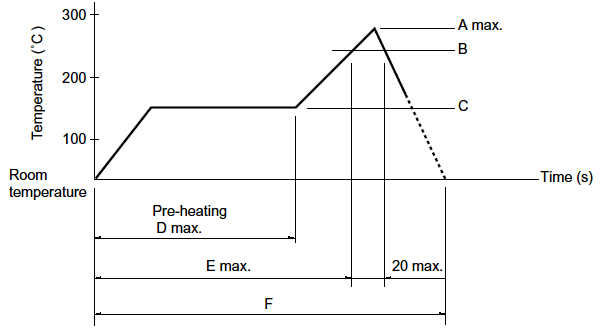 Temperature (˚C)
300
200
100
Room
temperature
A max.
B
C
Time (s)
Pre-heating
D max.
E max.
20 max.
F